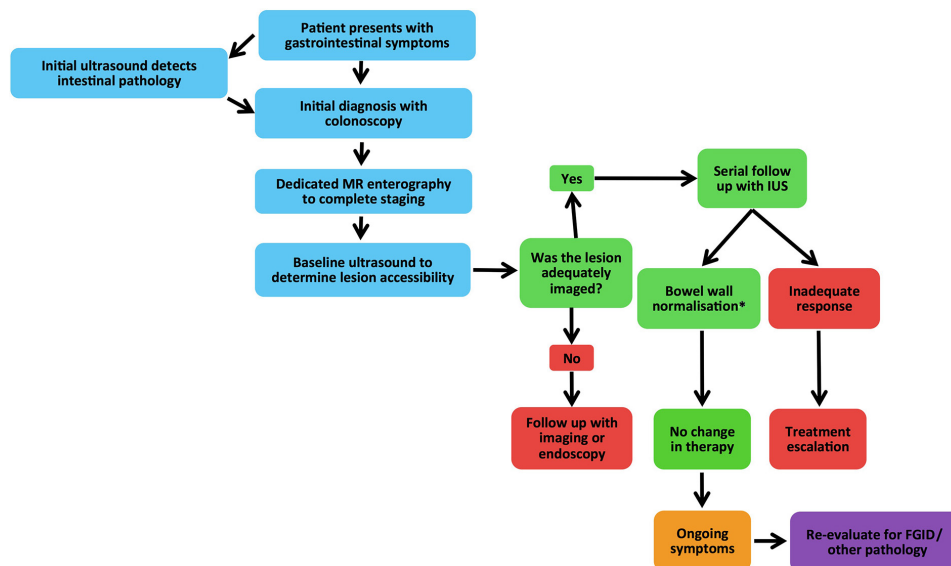 Patient presents with
gastrointestinal symptoms
Initial ultrasound detects
intestinal pathology
Initial diagnosis with
colonoscopy
Dedicated MR enterography
to complete staging
Baseline ultrasound to
determine lesion accessibility
Was the lesion
adequately
imaged?
Yes
No
Follow up with
imaging or
endoscopy
Serial follow
up with IUS
Bowel wall
normalisation*
Inadequate
response
No change
in therapy
Treatment
escalation
Ongoing
symptoms
Re-evaluate for FGID/
other pathology